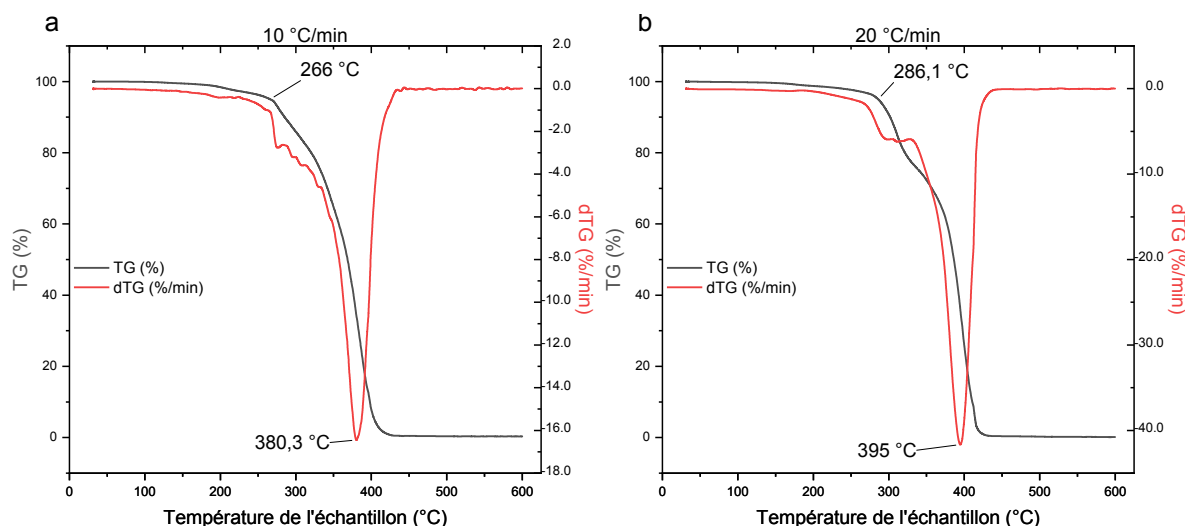 a
10 °C/min
266 °C
380,3 °C
TG (%)
dTG (%/min)
TG (%)
dTG (%/min)
100
80
60
40
20
0
2.0
0.0
-2.0
-4.0
-6.0
-8.0
-10.0
-12.0
-14.0
-16.0
-18.0
0 100 200 300 400 500 600
Température de l'échantillon (°C)
b
20 °C/min
286,1 °C
395 °C
TG (%)
dTG (%/min)
TG (%)
dTG (%/min)
100
80
60
40
20
0
0.0
-10.0
-20.0
-30.0
-40.0
0 100 200 300 400 500 600
Température de l'échantillon (°C)